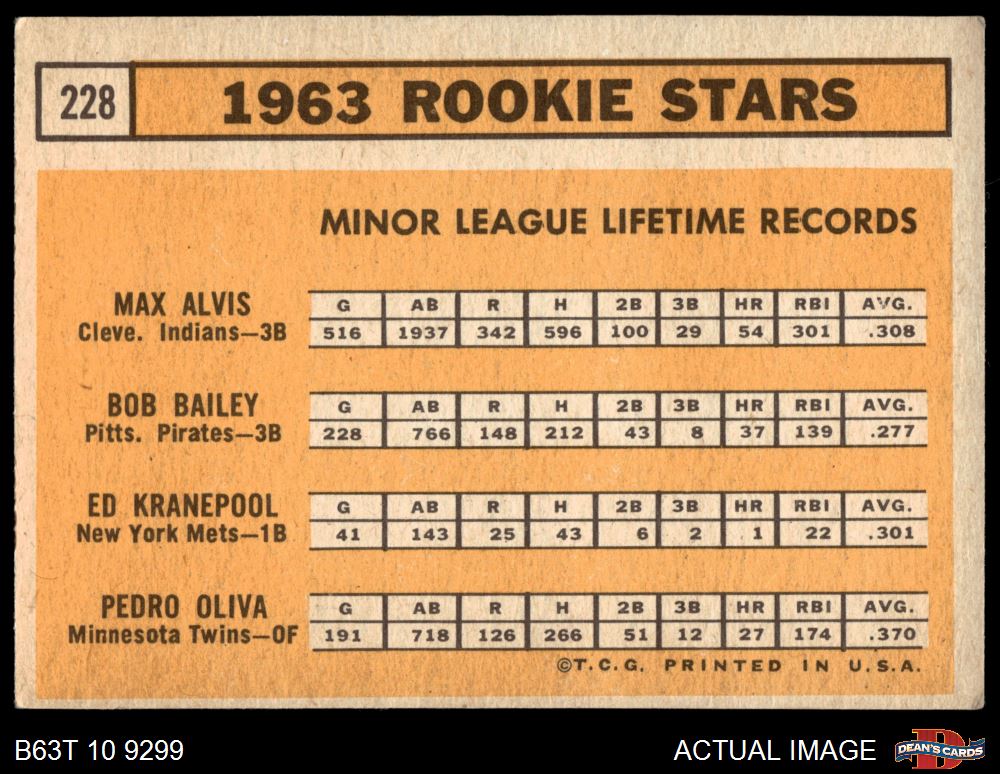 228 1963 ROOKIE STARS
MINOR LEAGUE LIFETIME RECORDS
MAX ALVIS
Cleve. Indians—3B
G AB R H 2B 3B HR RBI AVG.
516 1937 342 596 100 29 54 301 .308
BOB BAILEY
Pitts. Pirates—3B
G AB R H 2B 3B HR RBI AVG.
228 766 148 212 43 8 37 139 .277
ED KRANEPOOL
New York Mets—1B
G AB R H 2B 3B HR RBI AVG.
41 143 25 43 6 2 1 22 .301
PEDRO OLIVA
Minnesota Twins—OF
G AB R H 2B 3B HR RBI AVG.
191 718 126 266 51 12 27 174 .370
©T.C.G. PRINTED IN U.S.A.
B63T 10 9299
ACTUAL IMAGE
DEAN'S CARDS